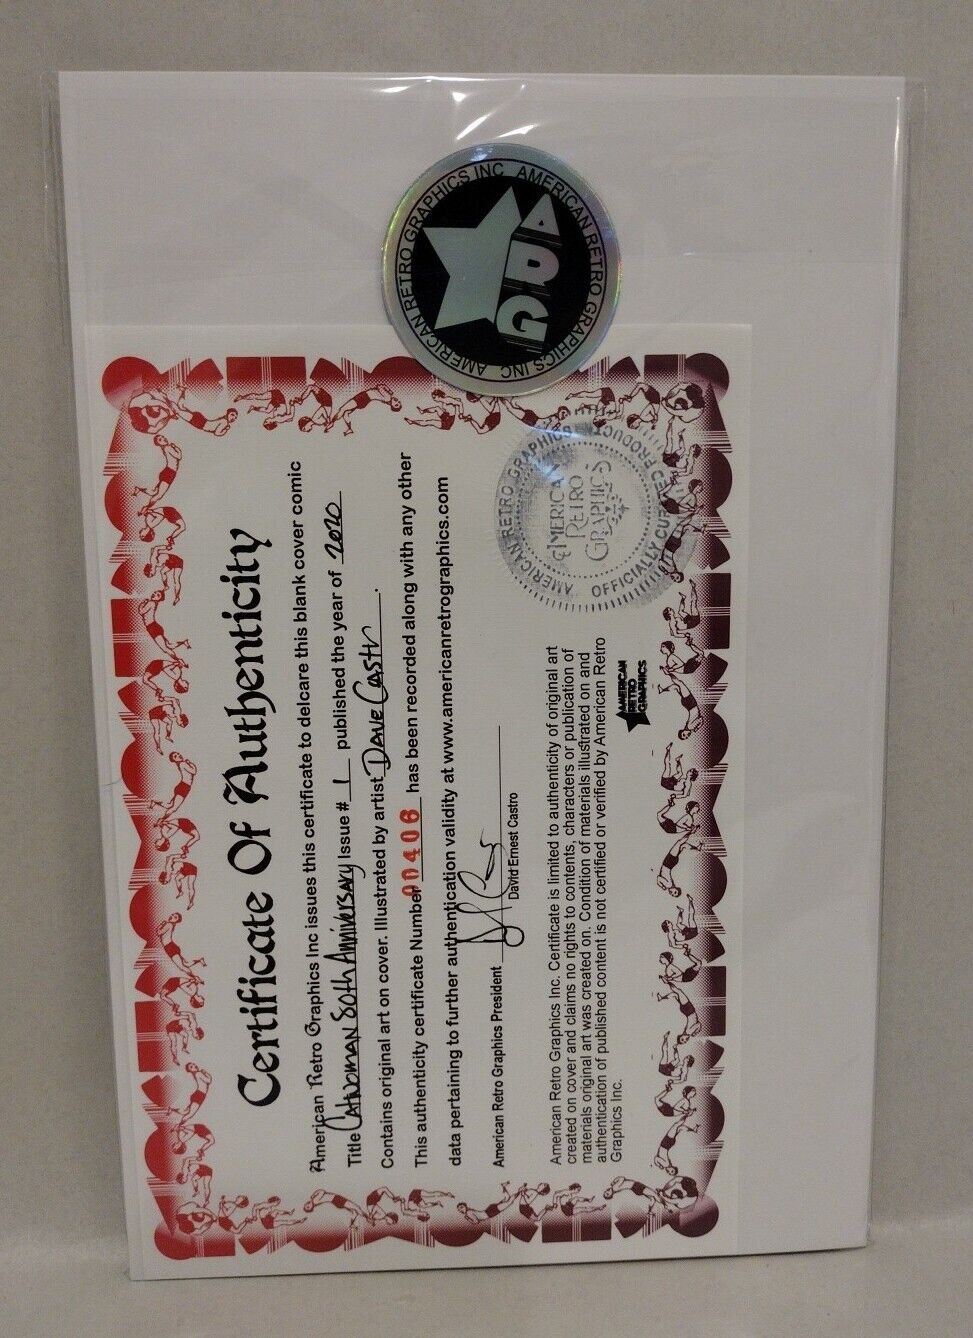 AMERICAN RETRO GRAPHICS INC. AMERICAN RETRO GRAPHICS INC.
ARG
Certificate Of Authenticity
American Retro Graphics Inc issues this certificate to delcare this blank cover comic
Title Catwoman 80th Anniversary Issue # 1 published the year of 2020
Contains original art on cover. Illustrated by artist Dave Castr.
This authenticity certificate Number 00406 has been recorded along with any other
data pertaining to further authentication validity at www.americanretrographics.com
American Retro Graphics President
David Ernest Castro
American Retro Graphics Inc. Certificate is limited to authenticity of original art
created on cover and claims no rights to contents, characters or publication of
materials original art was created on. Condition of materials illustrated on and
authentication of published content is not certified or verified by American Retro
Graphics Inc.
AMERICAN
RETRO
GRAPHICS
AMERICAN RETRO GRAPHICS
OFFICIALLY
AMERICAN
RETRO
GRAPHICS